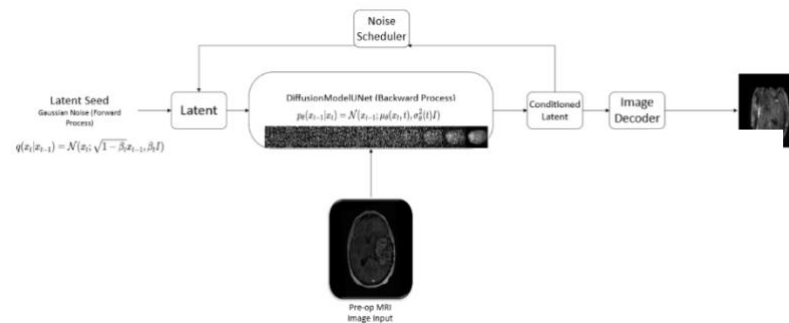 Noise
Scheduler
Latent Seed
Gaussian Noise (Forward
Process)
q(x_t|x_{t-1}) = N(x_t; √(1 − β_t) x_{t-1}, β_t I)
Latent
DiffusionModelUNet (Backward Process)
p_θ(x_{t-1}|x_t) = N(x_{t-1}; μ_θ(x_t, t), σ_θ^2(t)I)
Conditioned
Latent
Image
Decoder
Pre-op MRI
Image Input